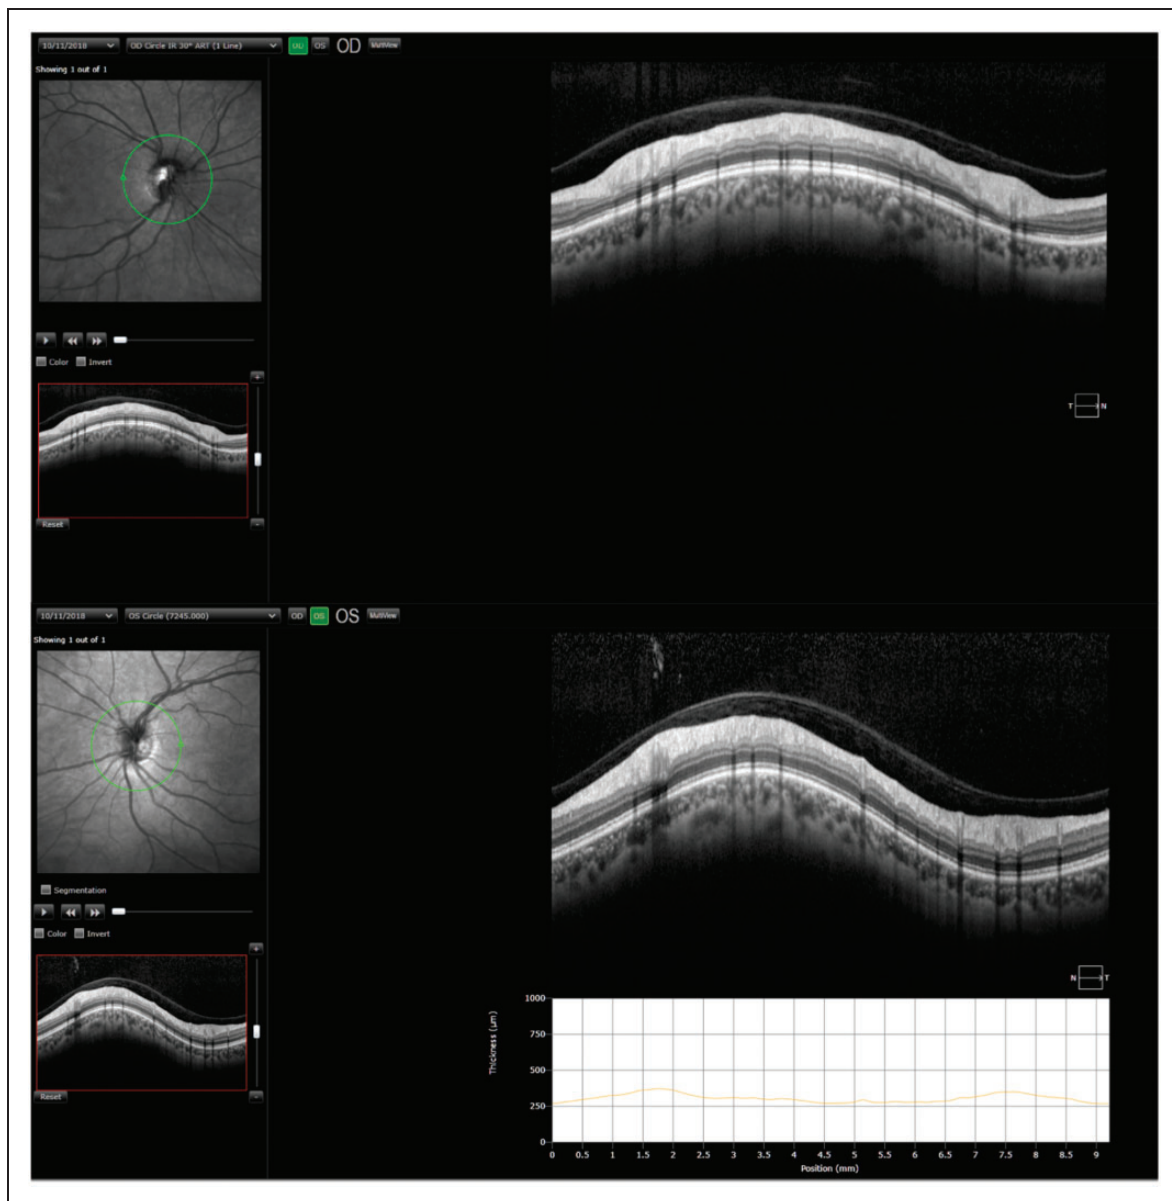 10/11/2018 OD Circle IR 30° ART (1 Line) OD OS OD MultiView
Showing 1 out of 1
Color Invert
+
T N
Reset -
10/11/2018 OS Circle (7245.000) OD OS OS MultiView
Showing 1 out of 1
Segmentation
Color Invert
+
N T
Reset -
Thickness (µm)
1000
750
500
250
0
0 0.5 1 1.5 2 2.5 3 3.5 4 4.5 5 5.5 6 6.5 7 7.5 8 8.5 9
Position (mm)